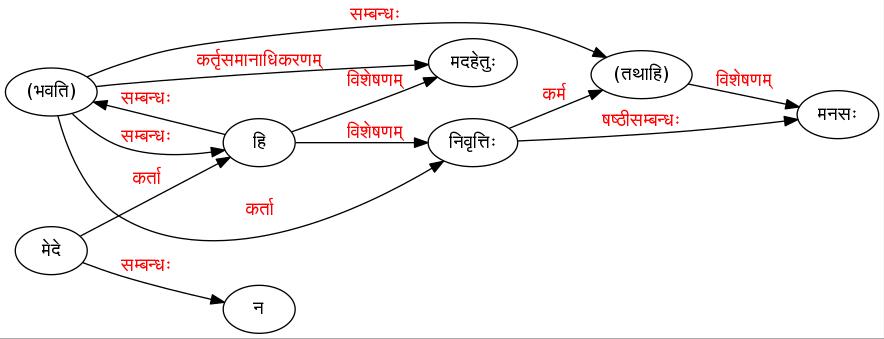 सम्बन्धः
कर्तृसमानाधिकरणम्
मदहेतुः
(तथाहि)
विशेषणम्
(भवति)
विशेषणम्
सम्बन्धः
कर्म
मनसः
सम्बन्धः
विशेषणम्
षष्ठीसम्बन्धः
हि
निवृत्तिः
कर्ता
कर्ता
मेदे
सम्बन्धः
न